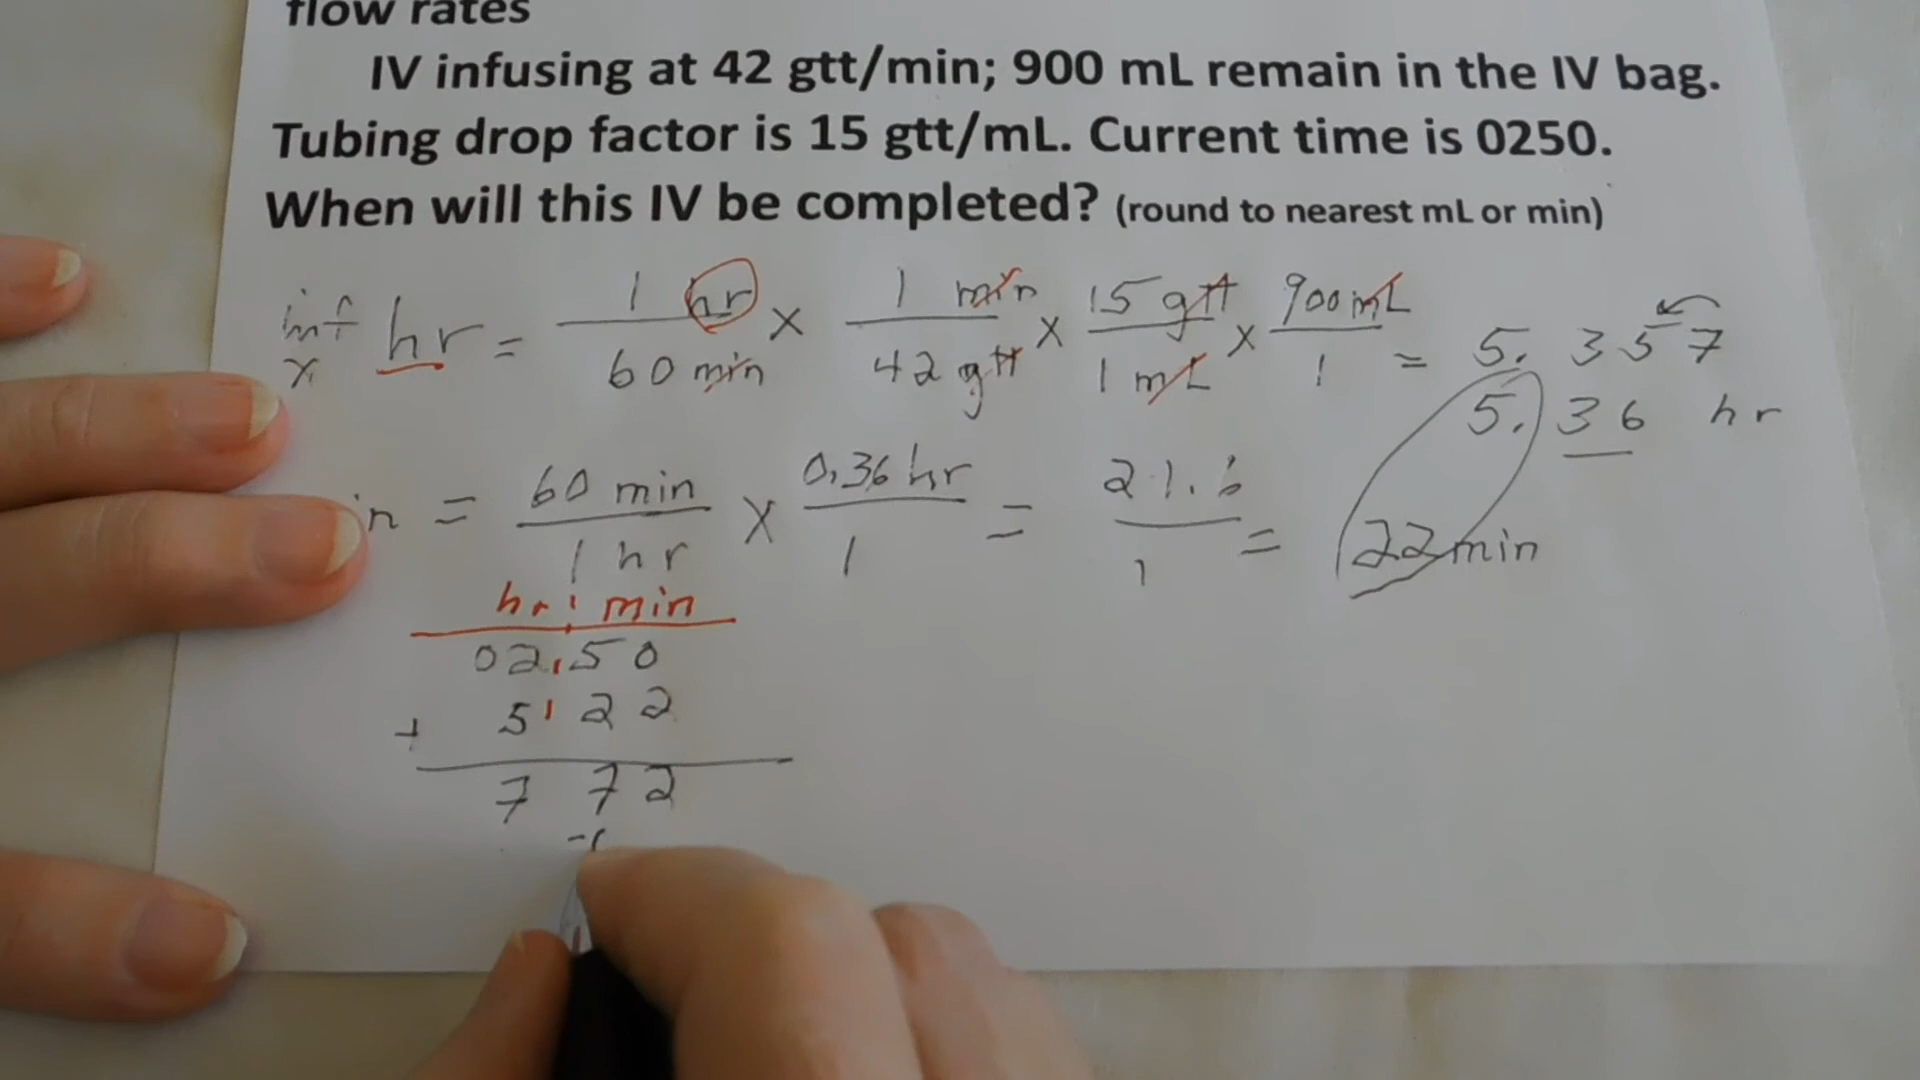 flow rates
IV infusing at 42 gtt/min; 900 mL remain in the IV bag.
Tubing drop factor is 15 gtt/mL. Current time is 0250.
When will this IV be completed? (round to nearest mL or min)
inf x hr = 1 hr / 60 min x 1 min / 42 gtt x 15 gtt / 1 mL x 900 mL / 1 = 5.357
5.36 hr
in = 60 min / 1 hr x 0.36 hr / 1 = 21.6 / 1 = 22 min
hr : min
02 50
+ 5 22
7 72
-